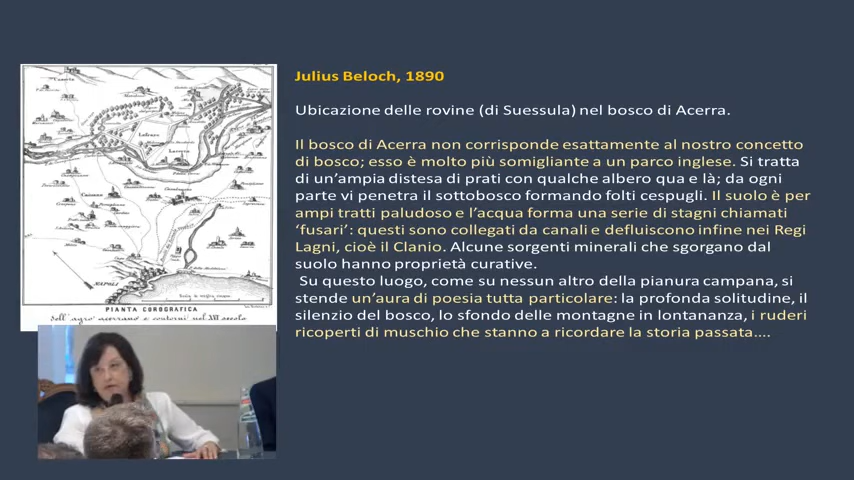 Julius Beloch, 1890
Ubicazione delle rovine (di Suessula) nel bosco di Acerra.
Il bosco di Acerra non corrisponde esattamente al nostro concetto
di bosco; esso è molto più somigliante a un parco inglese. Si tratta
di un’ampia distesa di prati con qualche albero qua e là; da ogni
parte vi penetra il sottobosco formando folti cespugli. Il suolo è per
ampi tratti paludoso e l’acqua forma una serie di stagni chiamati
‘fusari’: questi sono collegati da canali e defluiscono infine nei Regi
Lagni, cioè il Clanio. Alcune sorgenti minerali che sgorgano dal
suolo hanno proprietà curative.
Su questo luogo, come su nessun altro della pianura campana, si
stende un’aura di poesia tutta particolare: la profonda solitudine, il
silenzio del bosco, lo sfondo delle montagne in lontananza, i ruderi
ricoperti di muschio che stanno a ricordare la storia passata....
NAPOLI
PIANTA COROGRAFICA
dell' agro acerrano e contorni nel XVI secolo